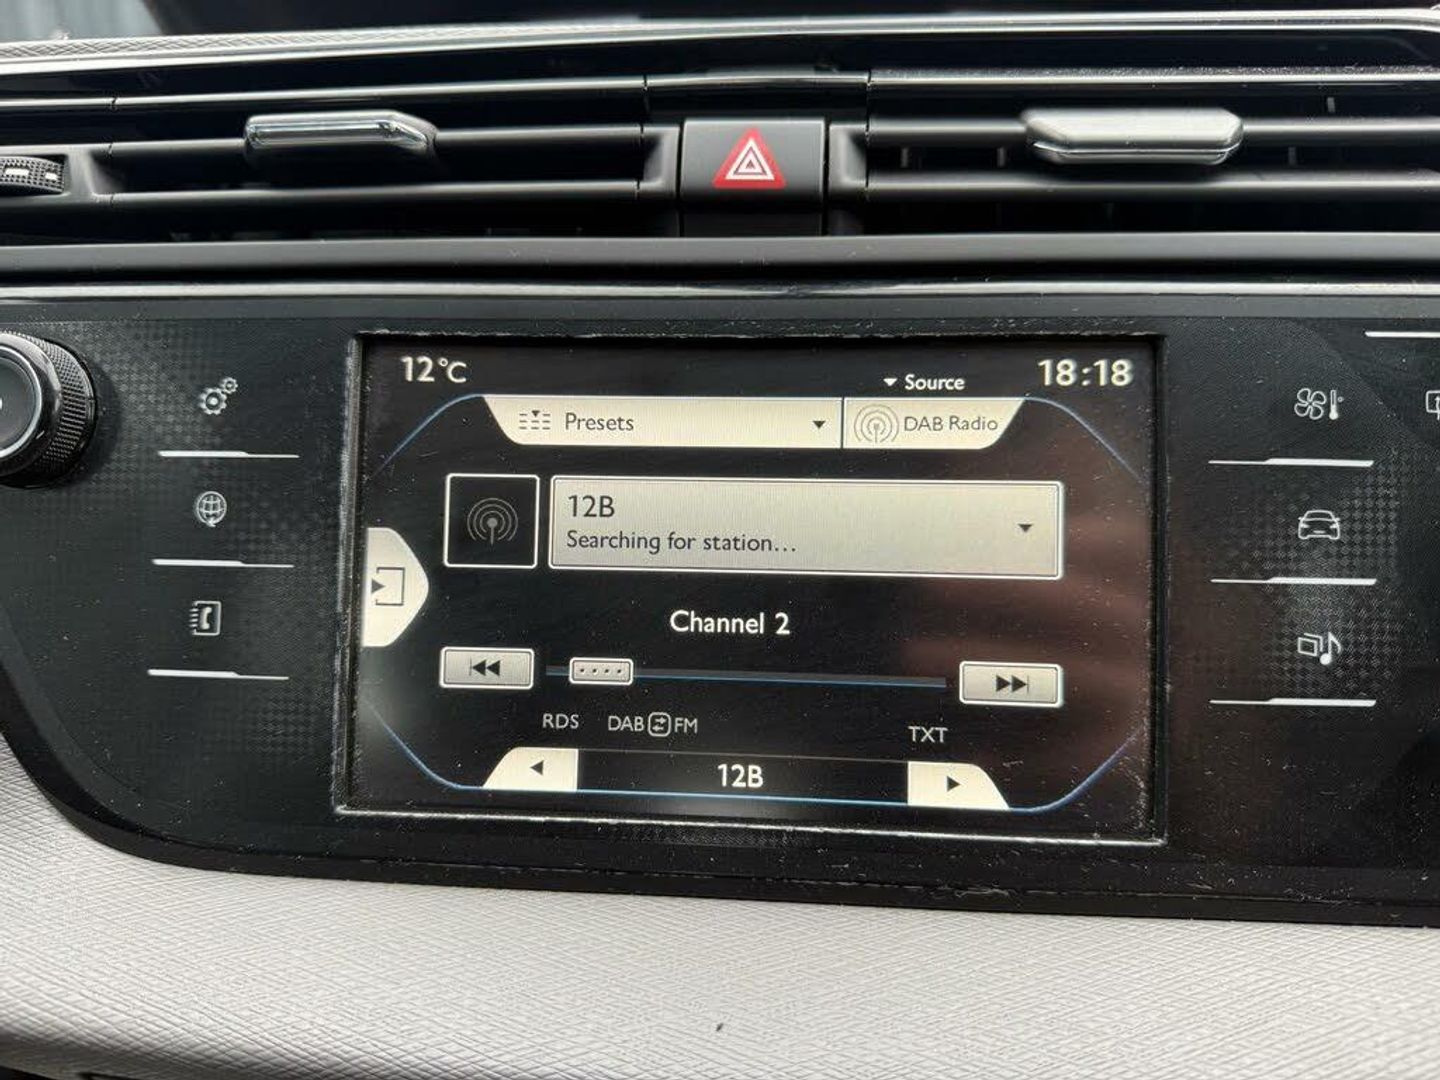 12°C
Source
18:18
Presets
DAB Radio
12B
Searching for station...
Channel 2
RDS
DAB
FM
TXT
12B